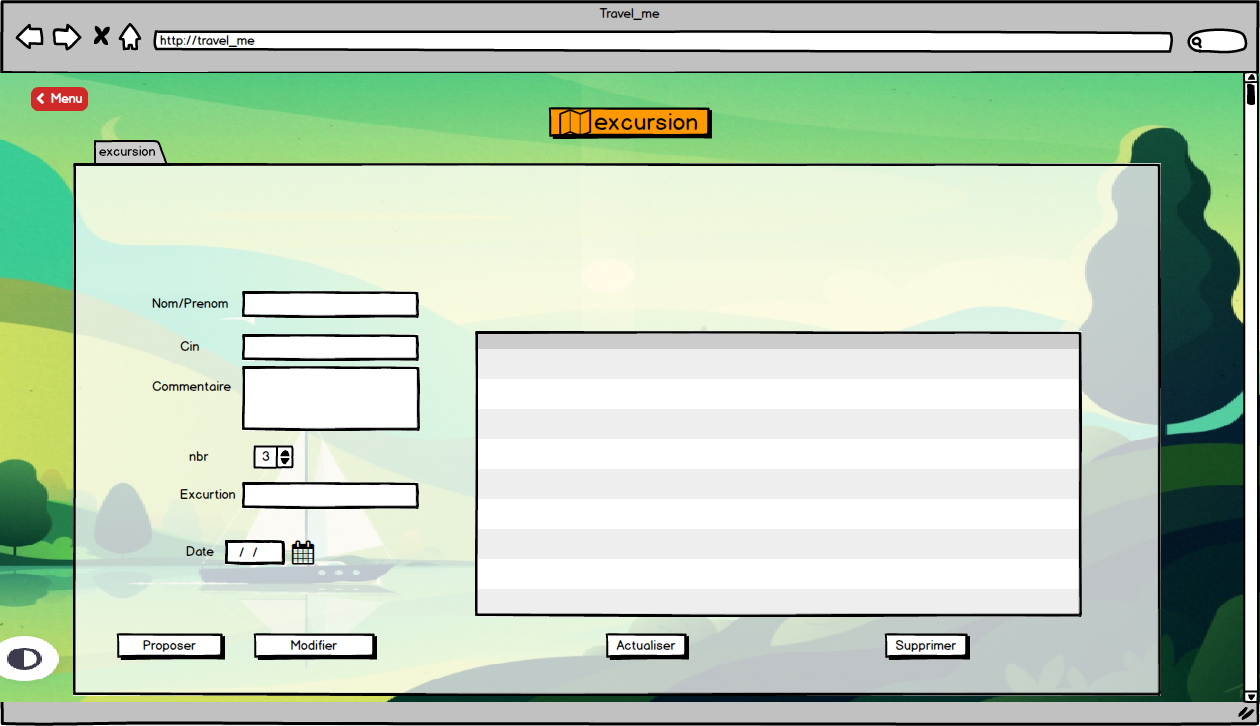 Travel_me
http://travel_me
Menu
excursion
excursion
Nom/Prenom
Cin
Commentaire
nbr
3
Excurtion
Date
/ /
Proposer
Modifier
Actualiser
Supprimer